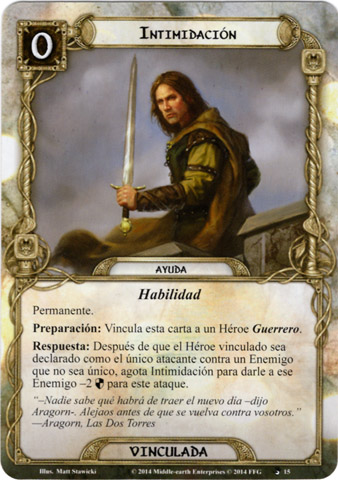 0
INTIMIDACIÓN
AYUDA
Habilidad
Permanente.
Preparación: Vincula esta carta a un Héroe Guerrero.
Respuesta: Después de que el Héroe vinculado sea
declarado como el único atacante contra un Enemigo
que no sea único, agota Intimidación para darle a ese
Enemigo –2 para este ataque.
“–Nadie sabe qué habrá de traer el nuevo día –dijo
Aragorn-. Alejaos antes de que se vuelva contra vosotros.”
—Aragorn, Las Dos Torres
VINCULADA
Illus. Matt Stawicki © 2014 Middle-earth Enterprises © 2014 FFG 15